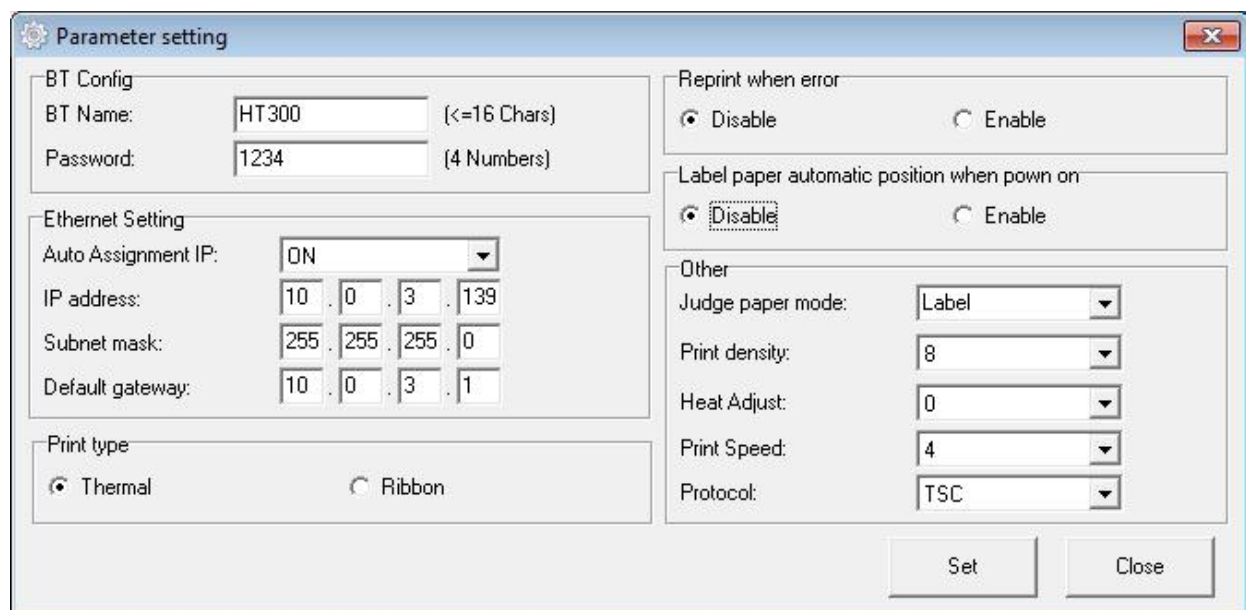 Parameter setting
BT Config
BT Name: HT300 (<=16 Chars)
Password: 1234 (4 Numbers)
Ethernet Setting
Auto Assignment IP: ON
IP address: 10 . 0 . 3 . 139
Subnet mask: 255 . 255 . 255 . 0
Default gateway: 10 . 0 . 3 . 1
Print type
Thermal Ribbon
Reprint when error
Disable Enable
Label paper automatic position when pown on
Disable Enable
Other
Judge paper mode: Label
Print density: 8
Heat Adjust: 0
Print Speed: 4
Protocol: TSC
Set Close